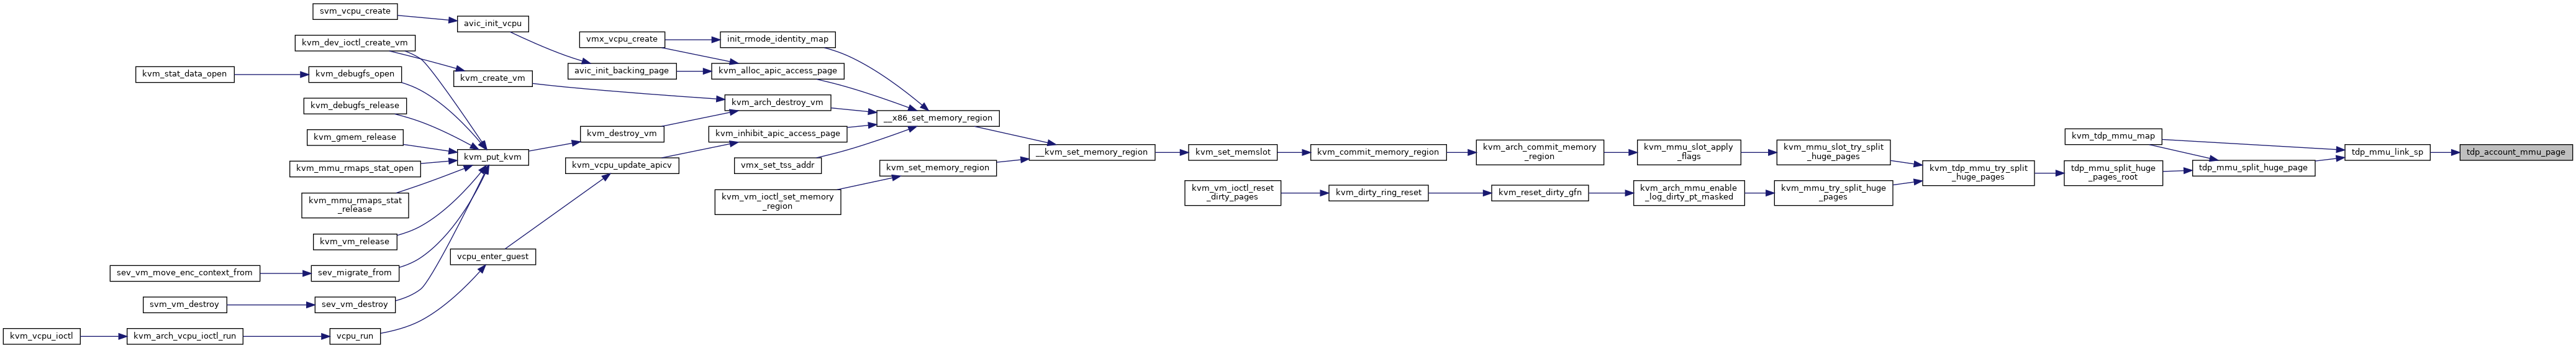 svm_vcpu_create
avic_init_vcpu
kvm_dev_ioctl_create_vm
vmx_vcpu_create
init_rmode_identity_map
kvm_stat_data_open
kvm_debugfs_open
kvm_create_vm
avic_init_backing_page
kvm_alloc_apic_access_page
kvm_debugfs_release
kvm_arch_destroy_vm
__x86_set_memory_region
kvm_gmem_release
kvm_destroy_vm
kvm_inhibit_apic_access_page
kvm_tdp_mmu_map
kvm_put_kvm
kvm_mmu_rmaps_stat_open
kvm_vcpu_update_apicv
vmx_set_tss_addr
kvm_set_memory_region
__kvm_set_memory_region
kvm_set_memslot
kvm_commit_memory_region
kvm_arch_commit_memory
_region
kvm_mmu_slot_apply
_flags
kvm_mmu_slot_try_split
_huge_pages
kvm_tdp_mmu_try_split
_huge_pages
tdp_mmu_split_huge
_pages_root
tdp_mmu_split_huge_page
tdp_mmu_link_sp
tdp_account_mmu_page
kvm_mmu_rmaps_stat
_release
kvm_vm_ioctl_set_memory
_region
kvm_vm_ioctl_reset
_dirty_pages
kvm_dirty_ring_reset
kvm_reset_dirty_gfn
kvm_arch_mmu_enable
_log_dirty_pt_masked
kvm_mmu_try_split_huge
_pages
kvm_vm_release
vcpu_enter_guest
sev_vm_move_enc_context_from
sev_migrate_from
svm_vm_destroy
sev_vm_destroy
kvm_vcpu_ioctl
kvm_arch_vcpu_ioctl_run
vcpu_run